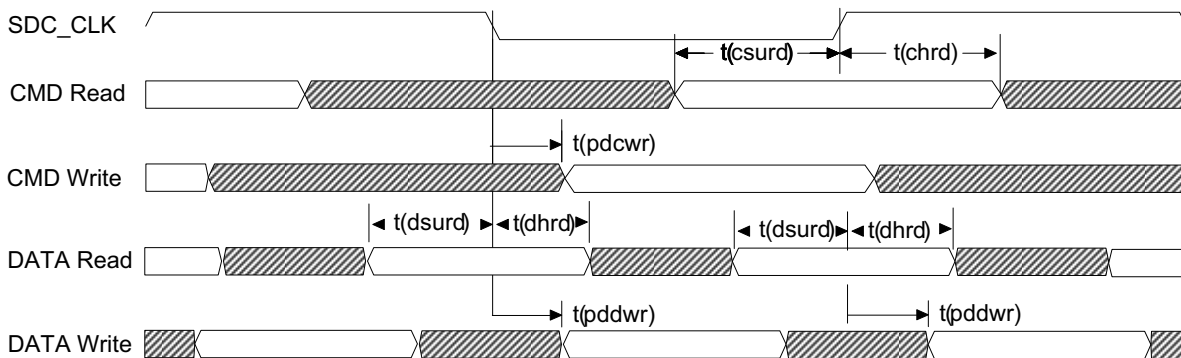 SDC_CLK
t(csurd) t(chrd)
CMD Read
t(pdcwr)
CMD Write
t(dsurd) t(dhrd) t(dsurd) t(dhrd)
DATA Read
t(pddwr) t(pddwr)
DATA Write